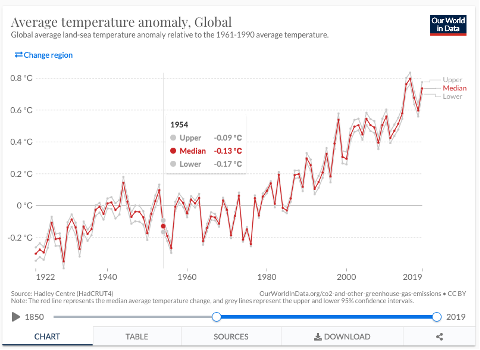 Average temperature anomaly, Global
Global average land-sea temperature anomaly relative to the 1961-1990 average temperature.
Our World
in Data
⇄Change region
0.8 °C
0.6 °C
0.4 °C
0.2 °C
0 °C
-0.2 °C
Upper
Median
Lower
1954
Upper -0.09 °C
Median -0.13 °C
Lower -0.17 °C
1922 1940 1960 1980 2000 2019
Source: Hadley Centre (HadCRUT4) OurWorldInData.org/co2-and-other-greenhouse-gas-emissions • CC BY
Note: The red line represents the median average temperature change, and grey lines represent the upper and lower 95% confidence intervals.
1850 2019
CHART TABLE SOURCES DOWNLOAD